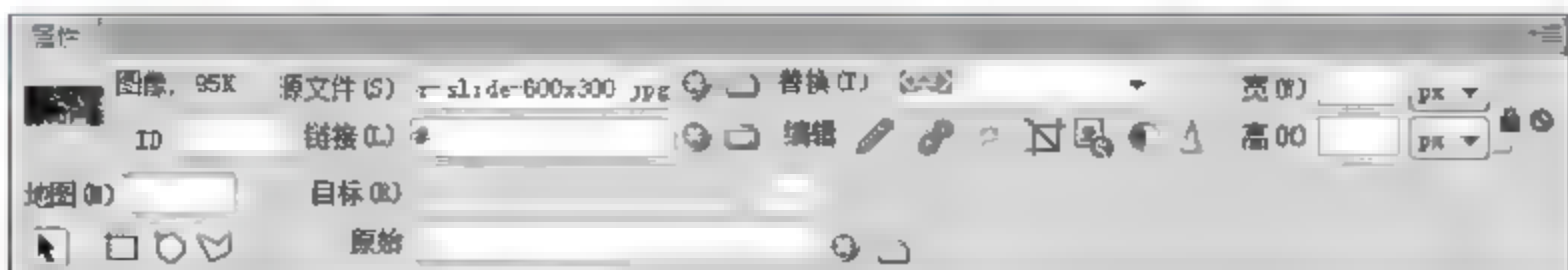 属性
图像, 95K 源文件(S) r-slide-600x300 jpg 替换(T) 宽(W) px
ID 链接(L) # 编辑 高(H) px
地图(M) 目标(R)
原始